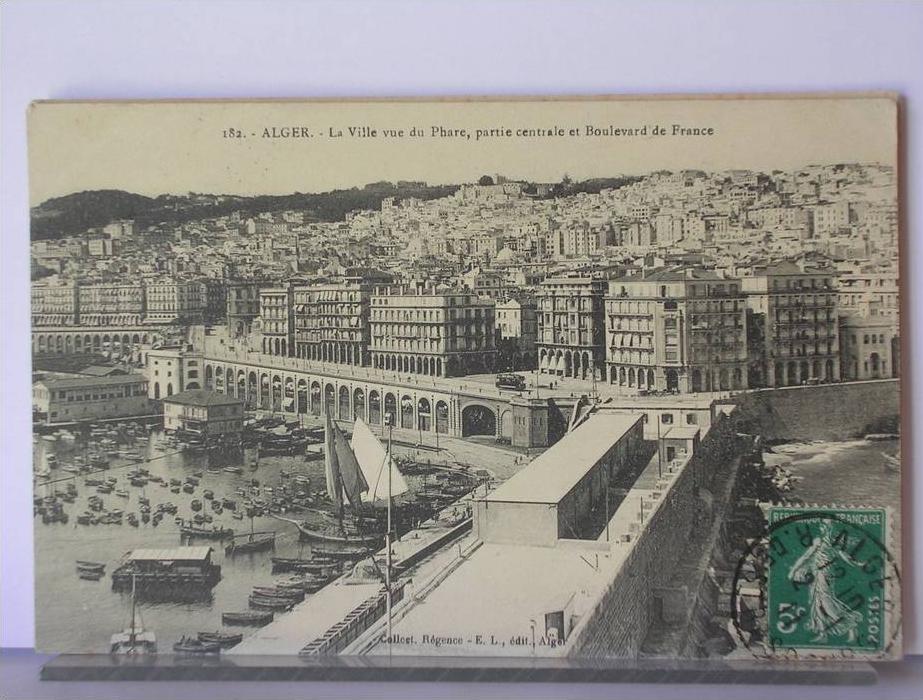 182. - ALGER. - La Ville vue du Phare, partie centrale et Boulevard de France
REPUBLIQUE FRANÇAISE
5c
POSTES
Collect. Régence - E. L., édit., Alger